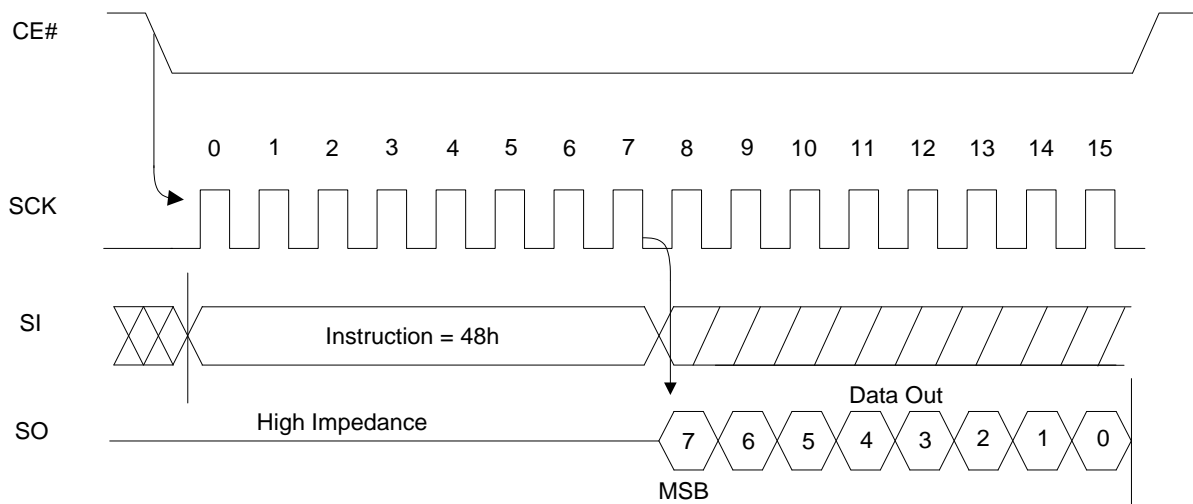 CE#
0 1 2 3 4 5 6 7 8 9 10 11 12 13 14 15
SCK
SI
Instruction = 48h
Data Out
SO
High Impedance
7 6 5 4 3 2 1 0
MSB